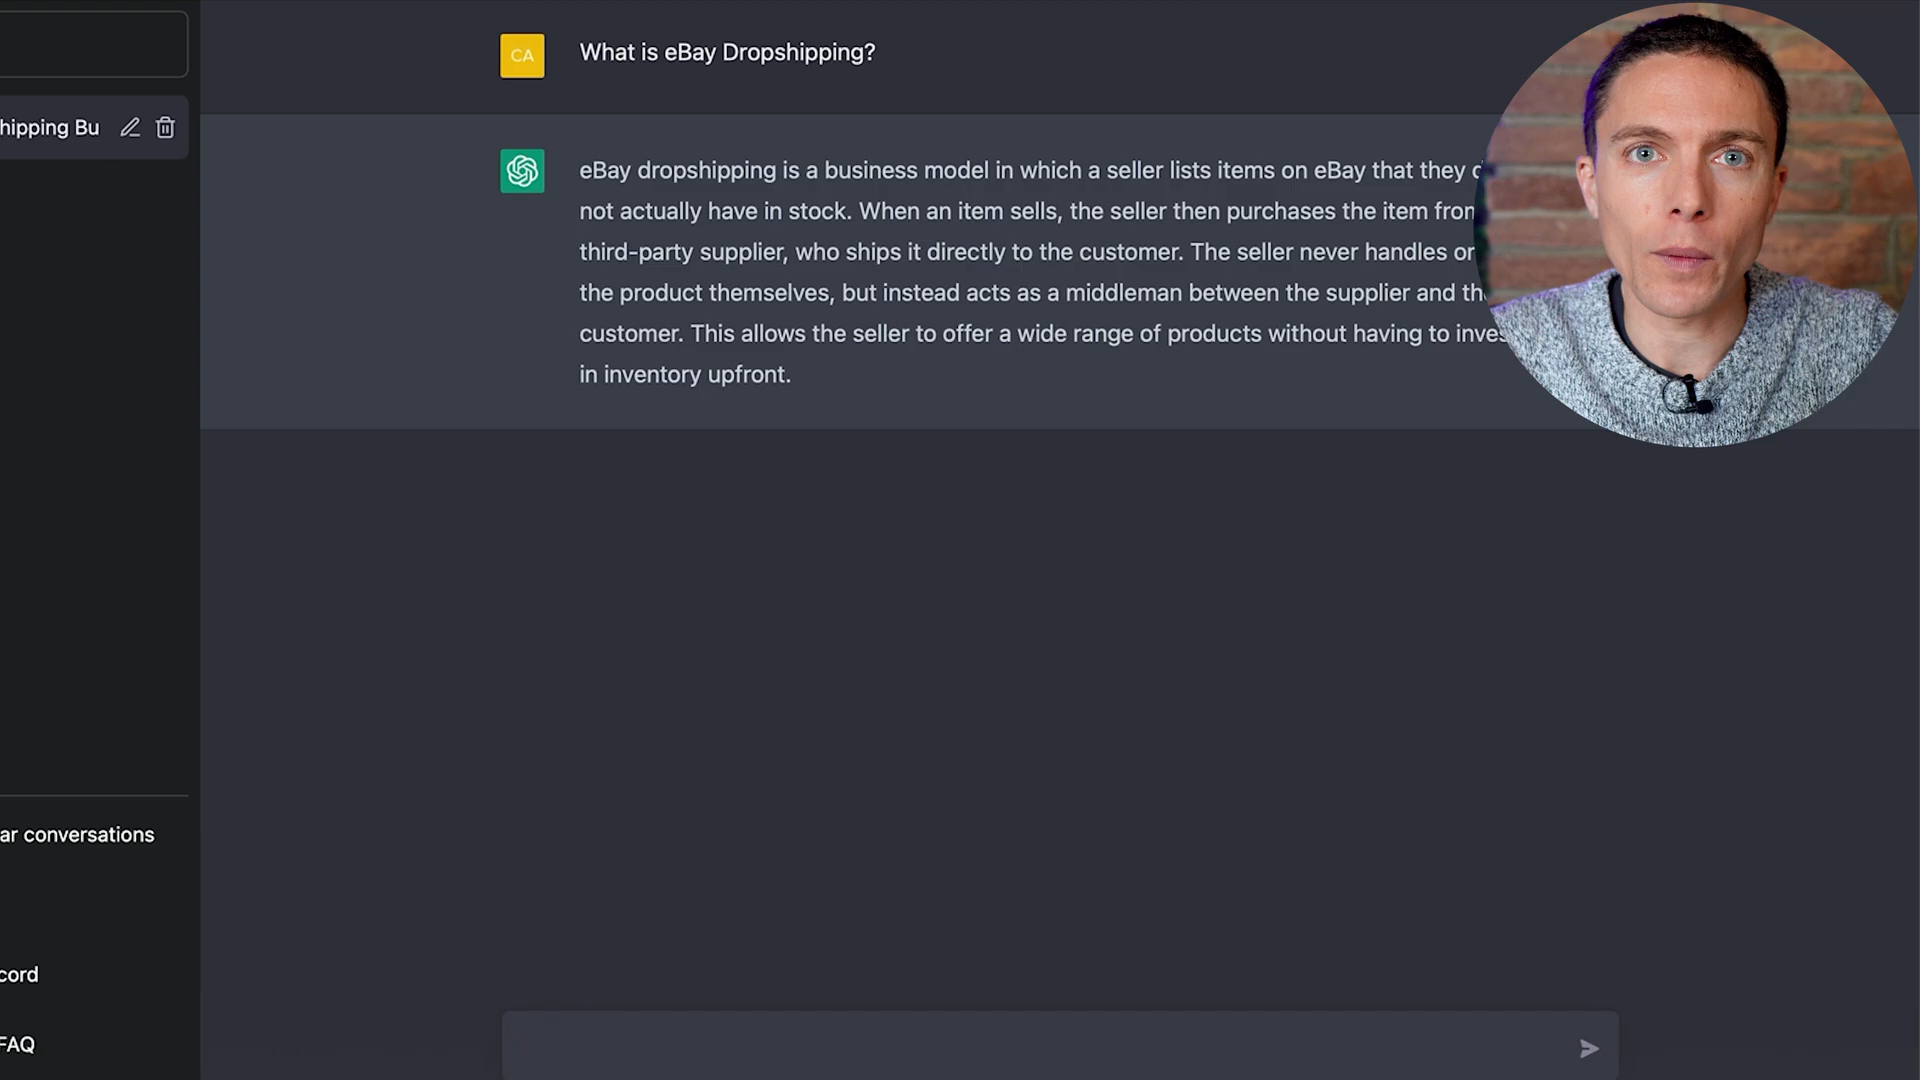 CA
What is eBay Dropshipping?
hipping Bu
eBay dropshipping is a business model in which a seller lists items on eBay that they
not actually have in stock. When an item sells, the seller then purchases the item from
third-party supplier, who ships it directly to the customer. The seller never handles or
the product themselves, but instead acts as a middleman between the supplier and
customer. This allows the seller to offer a wide range of products without having to
in inventory upfront.
ar conversations
cord
FAQ